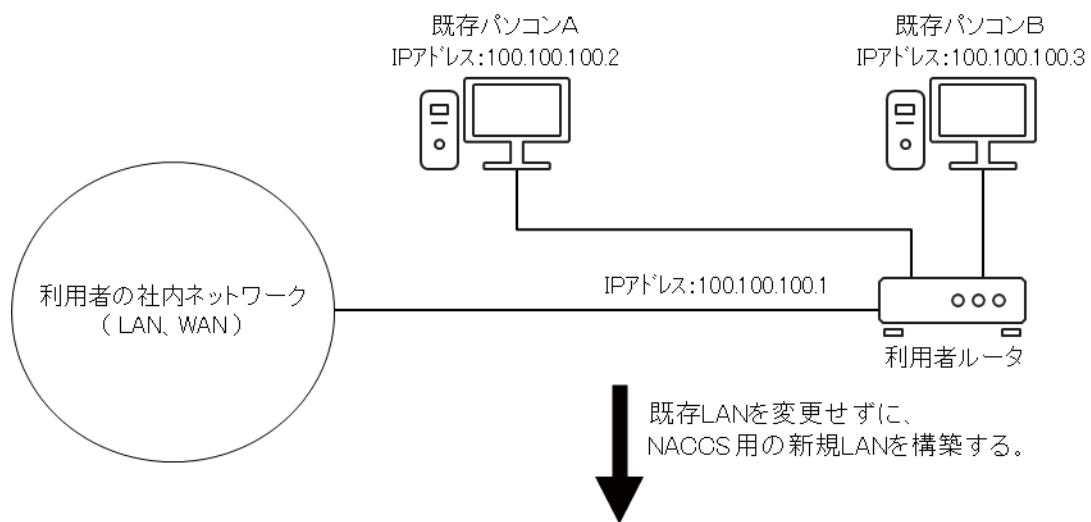 既存パソコンA
IPアドレス:100.100.100.2
既存パソコンB
IPアドレス:100.100.100.3
利用者の社内ネットワーク
( LAN、WAN )
IPアドレス:100.100.100.1
利用者ルータ
既存LANを変更せずに、
NACCS用の新規LANを構築する。